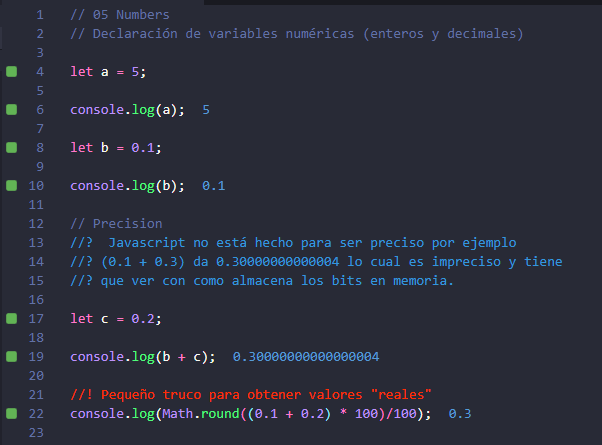 1 // 05 Numbers
2 // Declaración de variables numéricas (enteros y decimales)
3
4 let a = 5;
5
6 console.log(a); 5
7
8 let b = 0.1;
9
10 console.log(b); 0.1
11
12 // Precision
13 //?  Javascript no está hecho para ser preciso por ejemplo
14 //? (0.1 + 0.3) da 0.30000000000004 lo cual es impreciso y tiene
15 //? que ver con como almacena los bits en memoria.
16
17 let c = 0.2;
18
19 console.log(b + c); 0.30000000000000004
20
21 //! Pequeño truco para obtener valores "reales"
22 console.log(Math.round((0.1 + 0.2) * 100)/100); 0.3
23